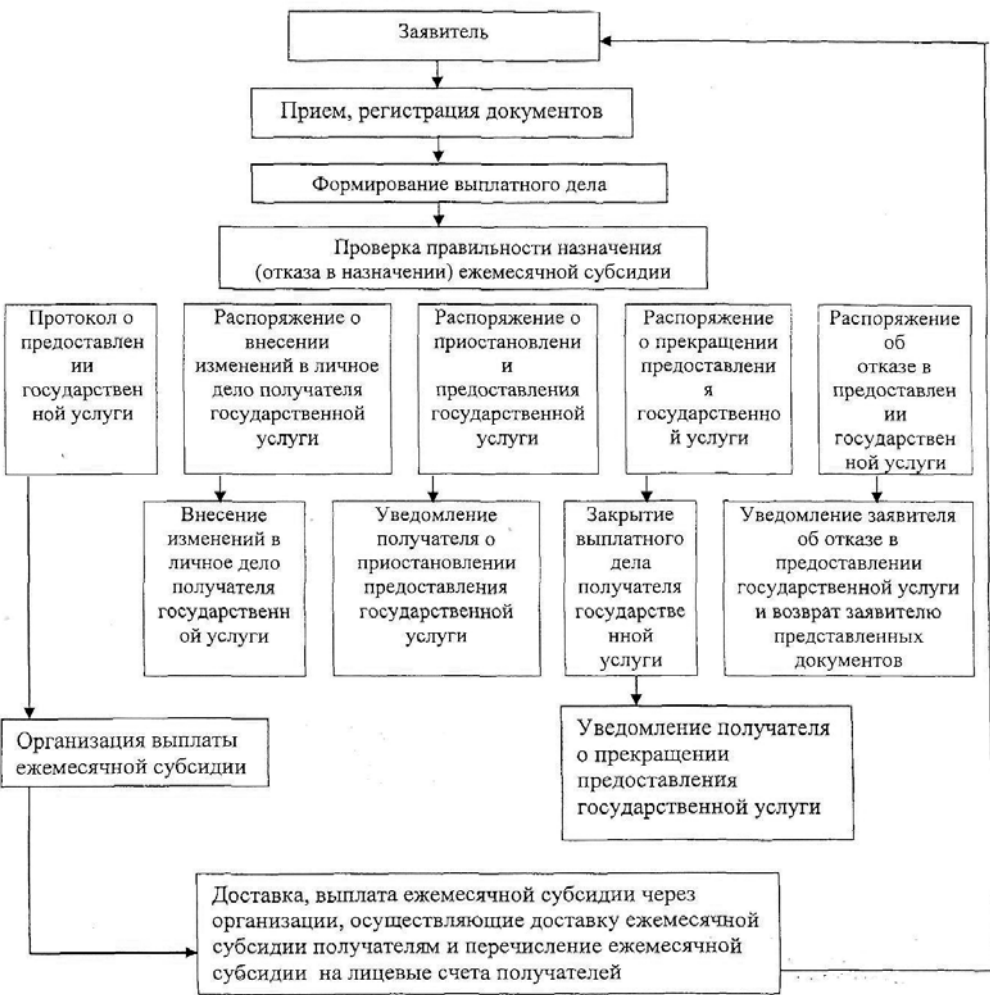 Заявитель
Прием, регистрация документов
Формирование выплатного дела
Проверка правильности назначения
(отказа в назначении) ежемесячной субсидии
Протокол о
предоставлен
ии
государствен
ной услуги
Распоряжение о
внесении
изменений в личное
дело получателя
государственной
услуги
Распоряжение о
приостановлени
и
предоставления
государственной
услуги
Распоряжение
о прекращении
предоставлени
я
государственно
й услуги
Распоряжение
об
отказе в
предоставлен
ии
государствен
ной услуги
Внесение
изменений в
личное дело
получателя
государственн
ой услуги
Уведомление
получателя о
приостановлении
предоставления
государственной
услуги
Закрытие
выплатного
дела
получателя
государстве
нной
услуги
Уведомление заявителя
об отказе в
предоставлении
государственной услуги
и возврат заявителю
представленных
документов
Организация выплаты
ежемесячной субсидии
Уведомление получателя
о прекращении
предоставления
государственной услуги
Доставка, выплата ежемесячной субсидии через
организации, осуществляющие доставку ежемесячной
субсидии получателям и перечисление ежемесячной
субсидии на лицевые счета получателей